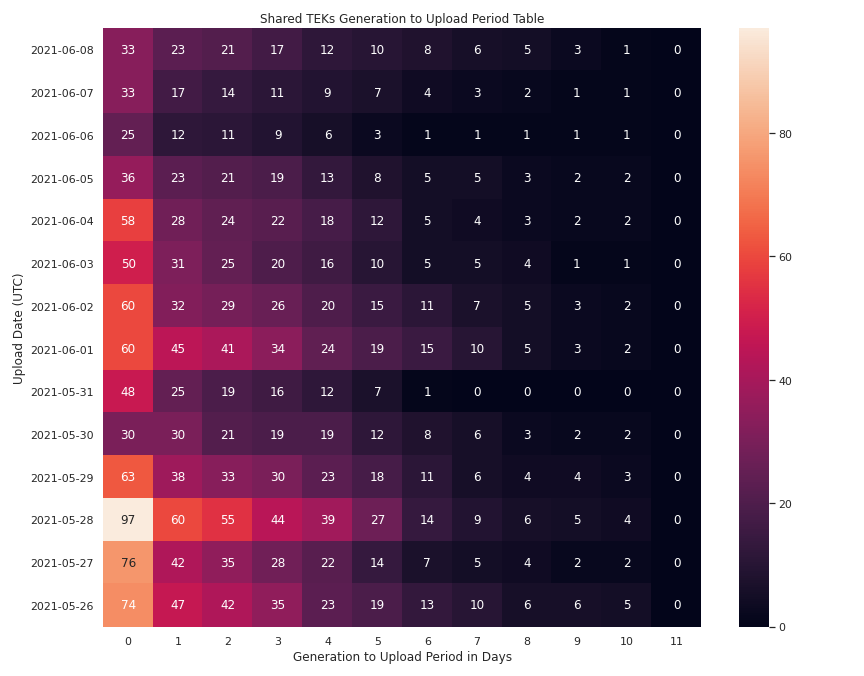 Shared TEKs Generation to Upload Period Table
Upload Date (UTC)
2021-06-08 33 23 21 17 12 10 8 6 5 3 1 0
2021-06-07 33 17 14 11 9 7 4 3 2 1 1 0
2021-06-06 25 12 11 9 6 3 1 1 1 1 1 0
2021-06-05 36 23 21 19 13 8 5 5 3 2 2 0
2021-06-04 58 28 24 22 18 12 5 4 3 2 2 0
2021-06-03 50 31 25 20 16 10 5 5 4 1 1 0
2021-06-02 60 32 29 26 20 15 11 7 5 3 2 0
2021-06-01 60 45 41 34 24 19 15 10 5 3 2 0
2021-05-31 48 25 19 16 12 7 1 0 0 0 0 0
2021-05-30 30 30 21 19 19 12 8 6 3 2 2 0
2021-05-29 63 38 33 30 23 18 11 6 4 4 3 0
2021-05-28 97 60 55 44 39 27 14 9 6 5 4 0
2021-05-27 76 42 35 28 22 14 7 5 4 2 2 0
2021-05-26 74 47 42 35 23 19 13 10 6 6 5 0
0 1 2 3 4 5 6 7 8 9 10 11
Generation to Upload Period in Days
80
60
40
20
0